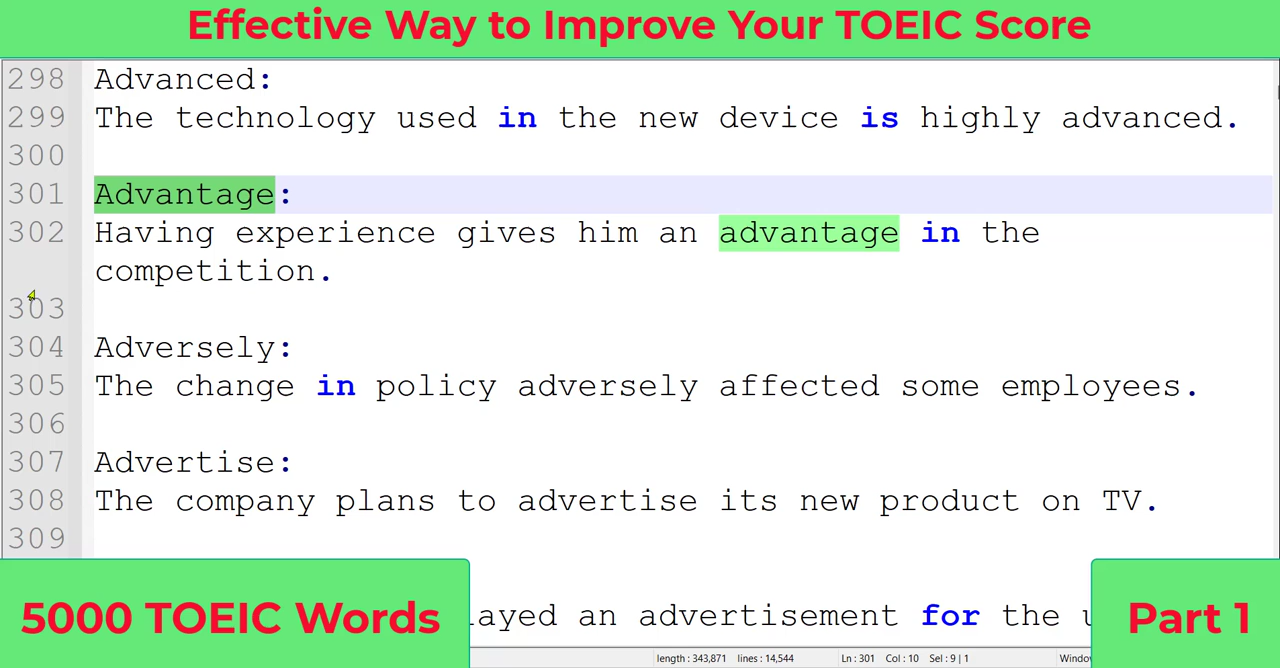 Effective Way to Improve Your TOEIC Score
298 Advanced:
299 The technology used in the new device is highly advanced.
300
301 Advantage:
302 Having experience gives him an advantage in the
competition.
303
304 Adversely:
305 The change in policy adversely affected some employees.
306
307 Advertise:
308 The company plans to advertise its new product on TV.
309
an advertisement for the
5000 TOEIC Words
Part 1
length : 343,871 lines : 14,544 Ln : 301 Col : 10 Sel : 9 | 1